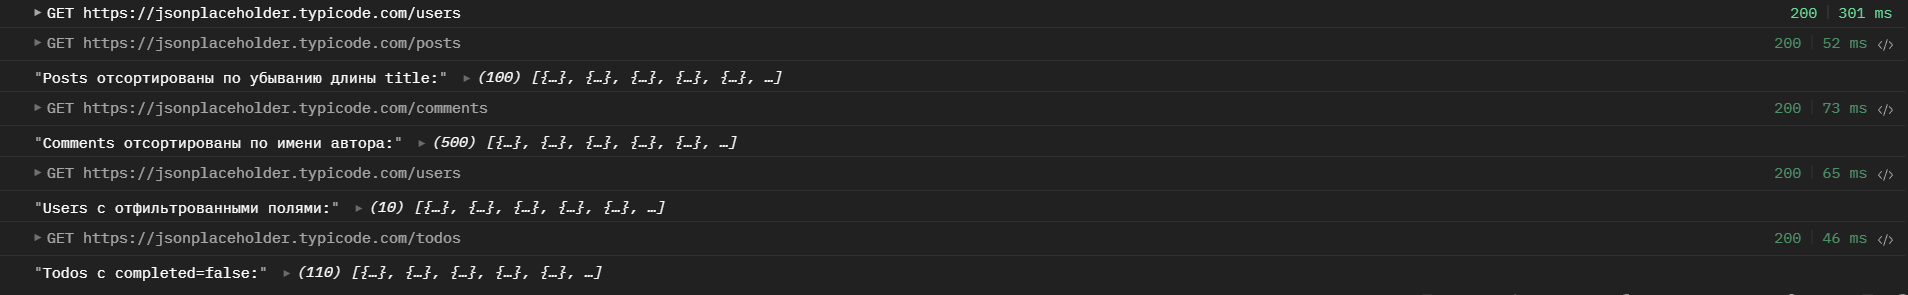 ▶ GET https://jsonplaceholder.typicode.com/users 200 | 301 ms
▶ GET https://jsonplaceholder.typicode.com/posts 200 | 52 ms </>
"Posts отсортированы по убыванию длины title:" ▶ (100) [{…}, {…}, {…}, {…}, {…}, …]
▶ GET https://jsonplaceholder.typicode.com/comments 200 | 73 ms </>
"Comments отсортированы по имени автора:" ▶ (500) [{…}, {…}, {…}, {…}, {…}, …]
▶ GET https://jsonplaceholder.typicode.com/users 200 | 65 ms </>
"Users с отфильтрованными полями:" ▶ (10) [{…}, {…}, {…}, {…}, {…}, …]
▶ GET https://jsonplaceholder.typicode.com/todos 200 | 46 ms </>
"Todos с completed=false:" ▶ (110) [{…}, {…}, {…}, {…}, {…}, …]